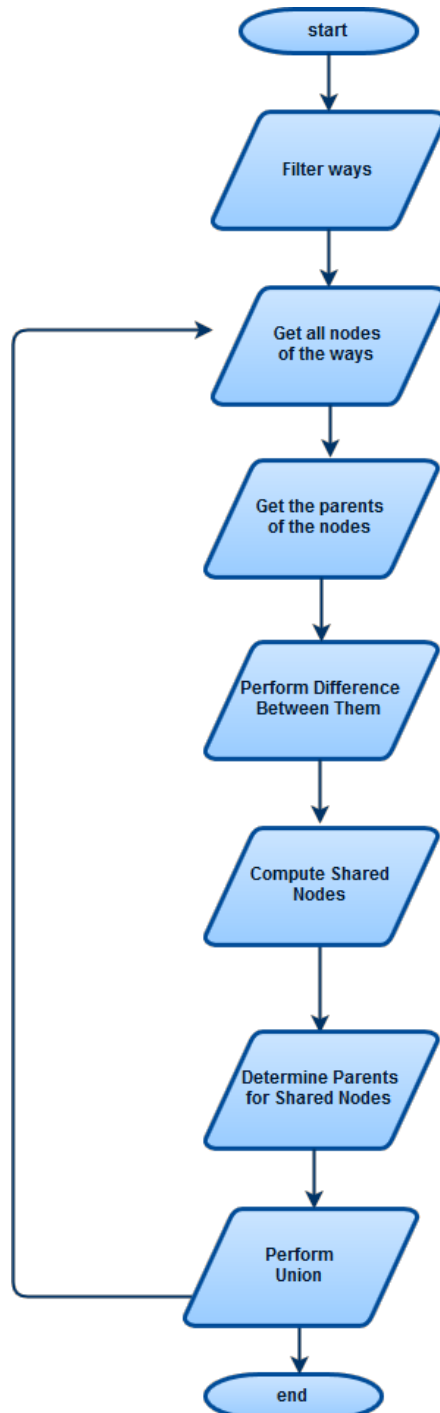 start
Filter ways
Get all nodes
of the ways
Get the parents
of the nodes
Perform Difference
Between Them
Compute Shared
Nodes
Determine Parents
for Shared Nodes
Perform
Union
end